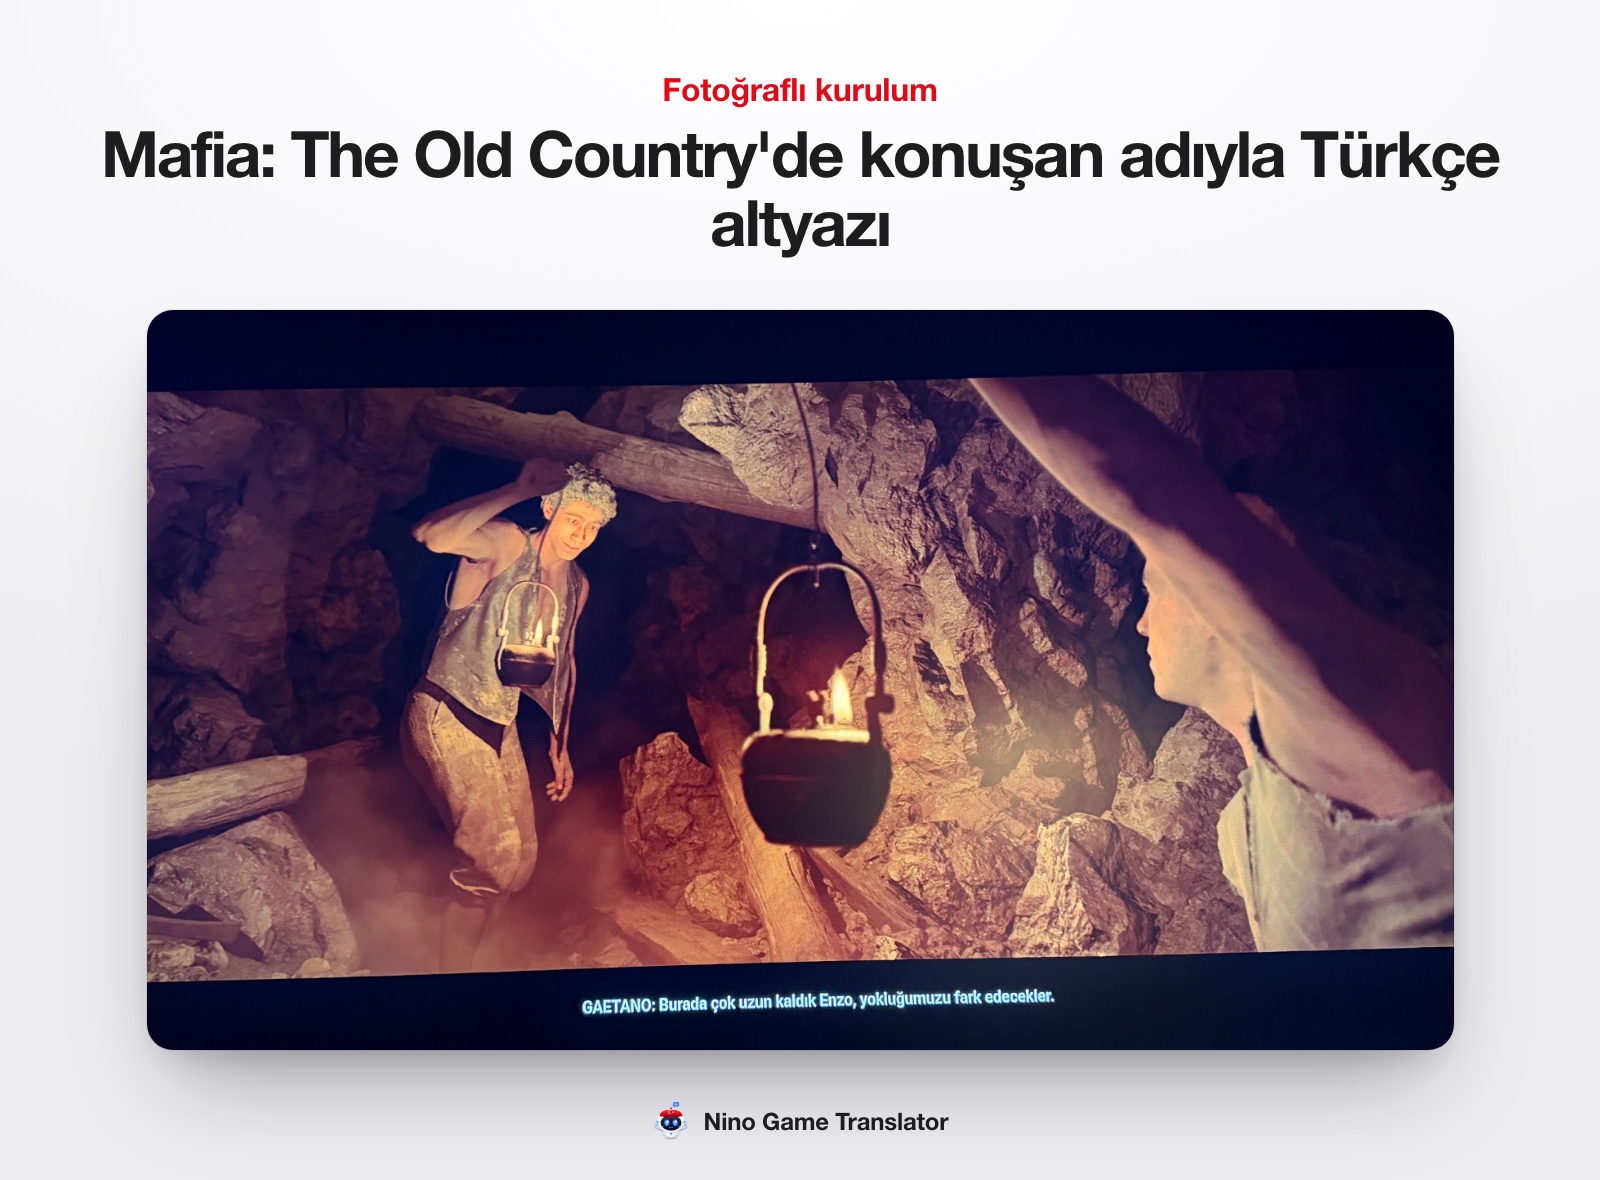 Fotoğraflı kurulum
Mafia: The Old Country'de konuşan adıyla Türkçe
altyazı
GAETANO: Burada çok uzun kaldık Enzo, yokluğumuzu fark edecekler.
Nino Game Translator